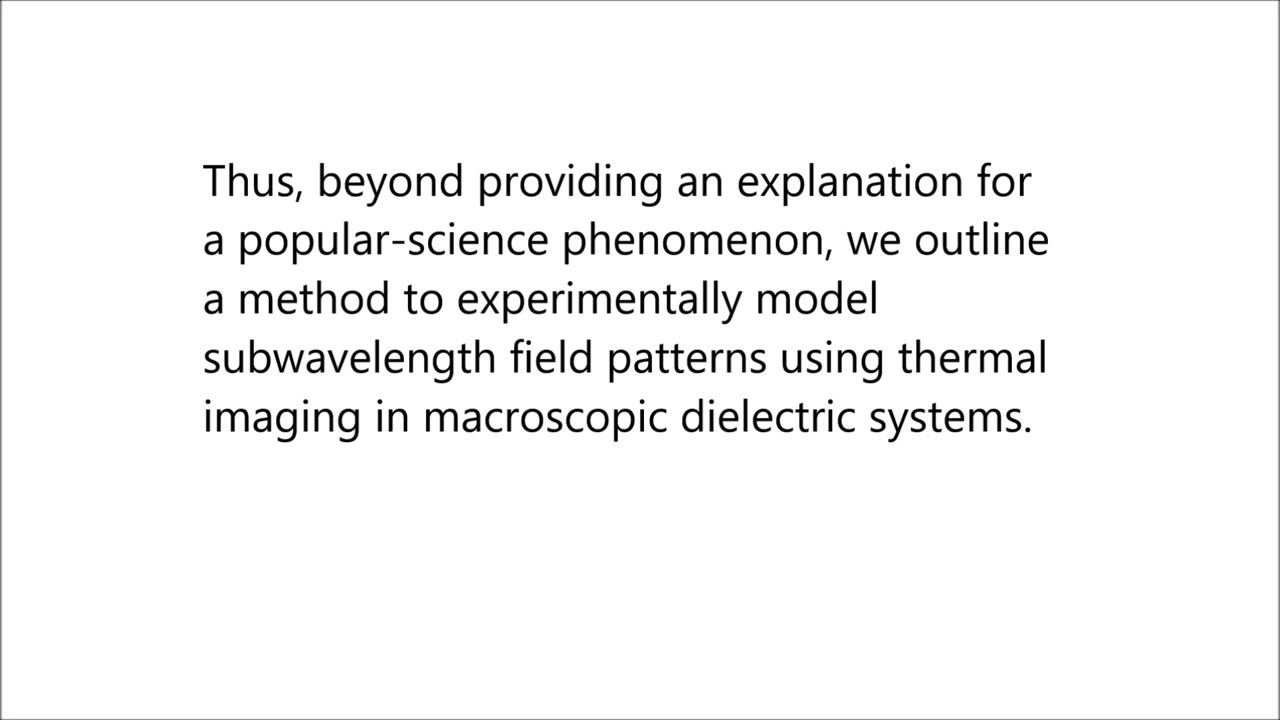 Thus, beyond providing an explanation for
a popular-science phenomenon, we outline
a method to experimentally model
subwavelength field patterns using thermal
imaging in macroscopic dielectric systems.